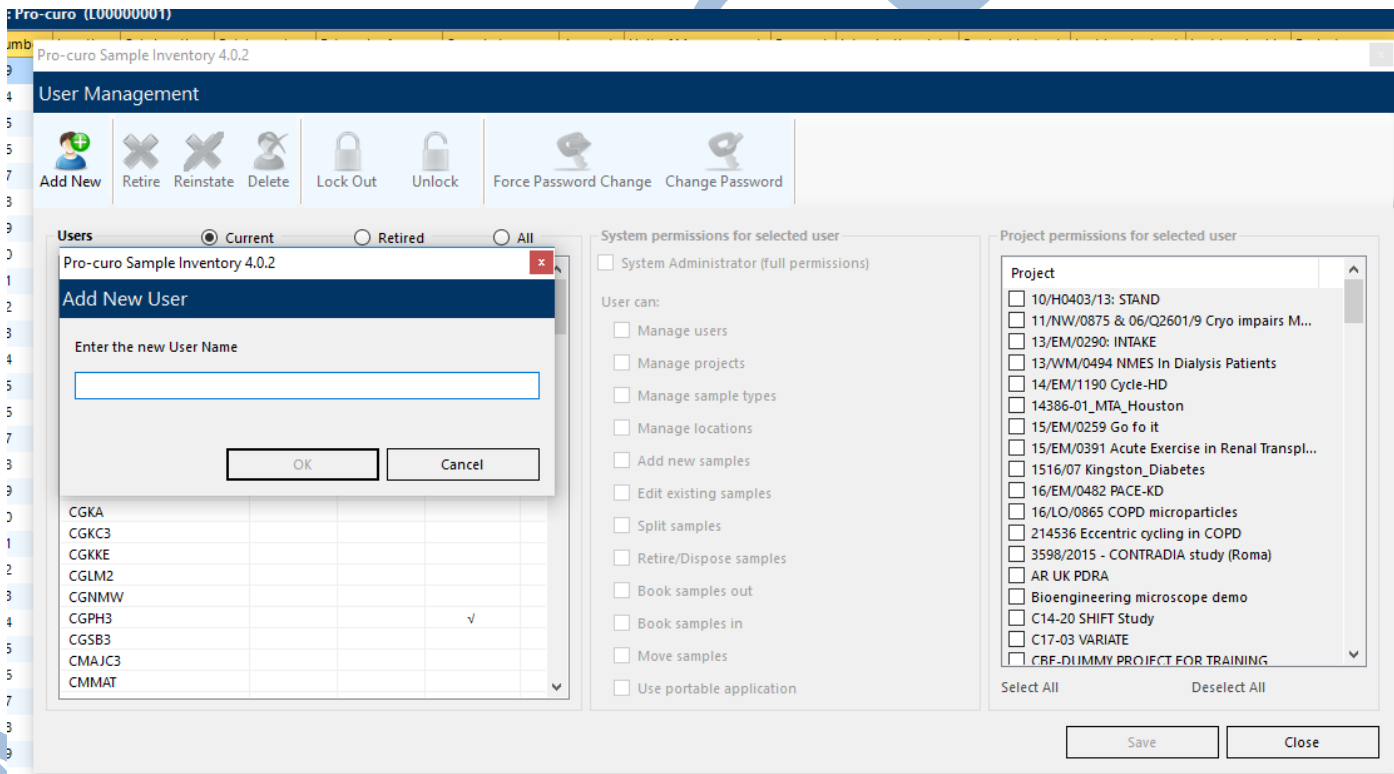 : Pro-curo (L00000001)
Pro-curo Sample Inventory 4.0.2
User Management
Add New
Retire
Reinstate
Delete
Lock Out
Unlock
Force Password Change
Change Password
Users
Current
Retired
All
Pro-curo Sample Inventory 4.0.2
Add New User
Enter the new User Name
OK
Cancel
CGKA
CGKC3
CGKKE
CGLM2
CGNMW
CGPH3 √
CGSB3
CMAJC3
CMMAT
System permissions for selected user
System Administrator (full permissions)
User can:
Manage users
Manage projects
Manage sample types
Manage locations
Add new samples
Edit existing samples
Split samples
Retire/Dispose samples
Book samples out
Book samples in
Move samples
Use portable application
Project permissions for selected user
Project
10/H0403/13: STAND
11/NW/0875 & 06/Q2601/9 Cryo impairs M...
13/EM/0290: INTAKE
13/WM/0494 NMES In Dialysis Patients
14/EM/1190 Cycle-HD
14386-01_MTA_Houston
15/EM/0259 Go fo it
15/EM/0391 Acute Exercise in Renal Transpl...
1516/07 Kingston_Diabetes
16/EM/0482 PACE-KD
16/LO/0865 COPD microparticles
214536 Eccentric cycling in COPD
3598/2015 - CONTRADIA study (Roma)
AR UK PDRA
Bioengineering microscope demo
C14-20 SHIFT Study
C17-03 VARIATE
CBF-DUMMY PROJECT FOR TRAINING
Select All
Deselect All
Save
Close